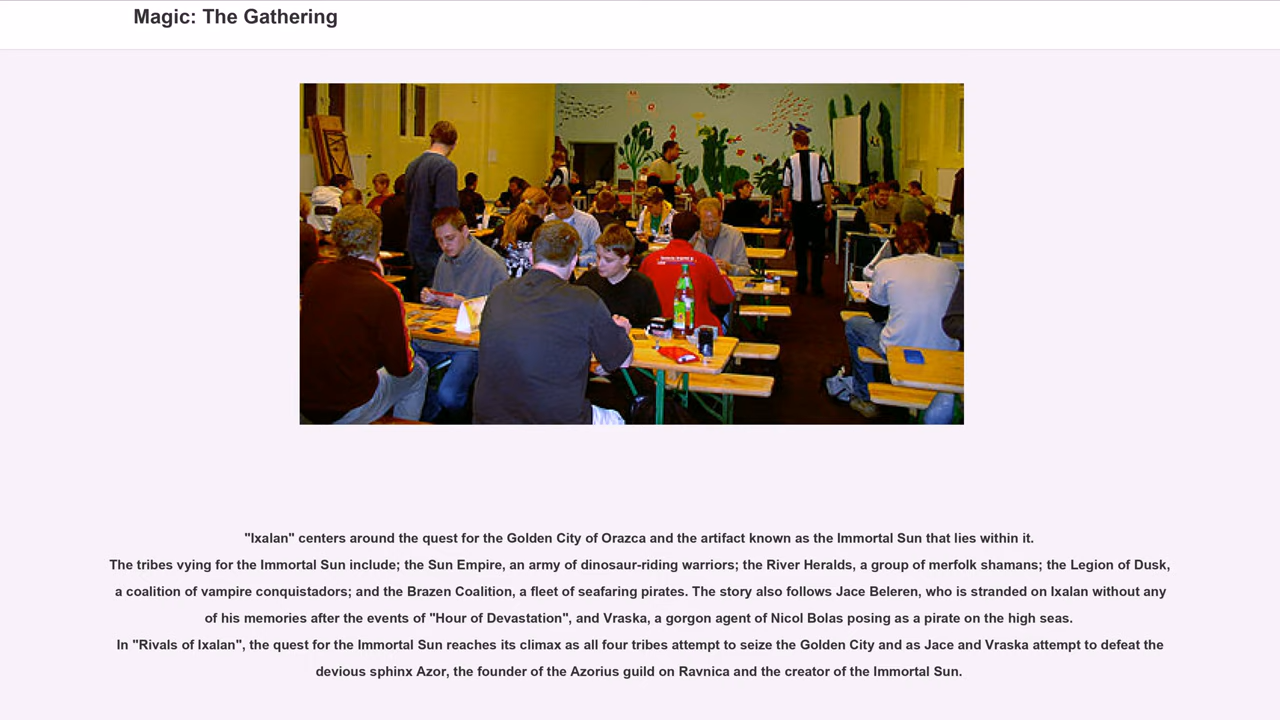 Magic: The Gathering
"Ixalan" centers around the quest for the Golden City of Orazca and the artifact known as the Immortal Sun that lies within it.
The tribes vying for the Immortal Sun include; the Sun Empire, an army of dinosaur-riding warriors; the River Heralds, a group of merfolk shamans; the Legion of Dusk,
a coalition of vampire conquistadors; and the Brazen Coalition, a fleet of seafaring pirates. The story also follows Jace Beleren, who is stranded on Ixalan without any
of his memories after the events of "Hour of Devastation", and Vraska, a gorgon agent of Nicol Bolas posing as a pirate on the high seas.
In "Rivals of Ixalan", the quest for the Immortal Sun reaches its climax as all four tribes attempt to seize the Golden City and as Jace and Vraska attempt to defeat the
devious sphinx Azor, the founder of the Azorius guild on Ravnica and the creator of the Immortal Sun.